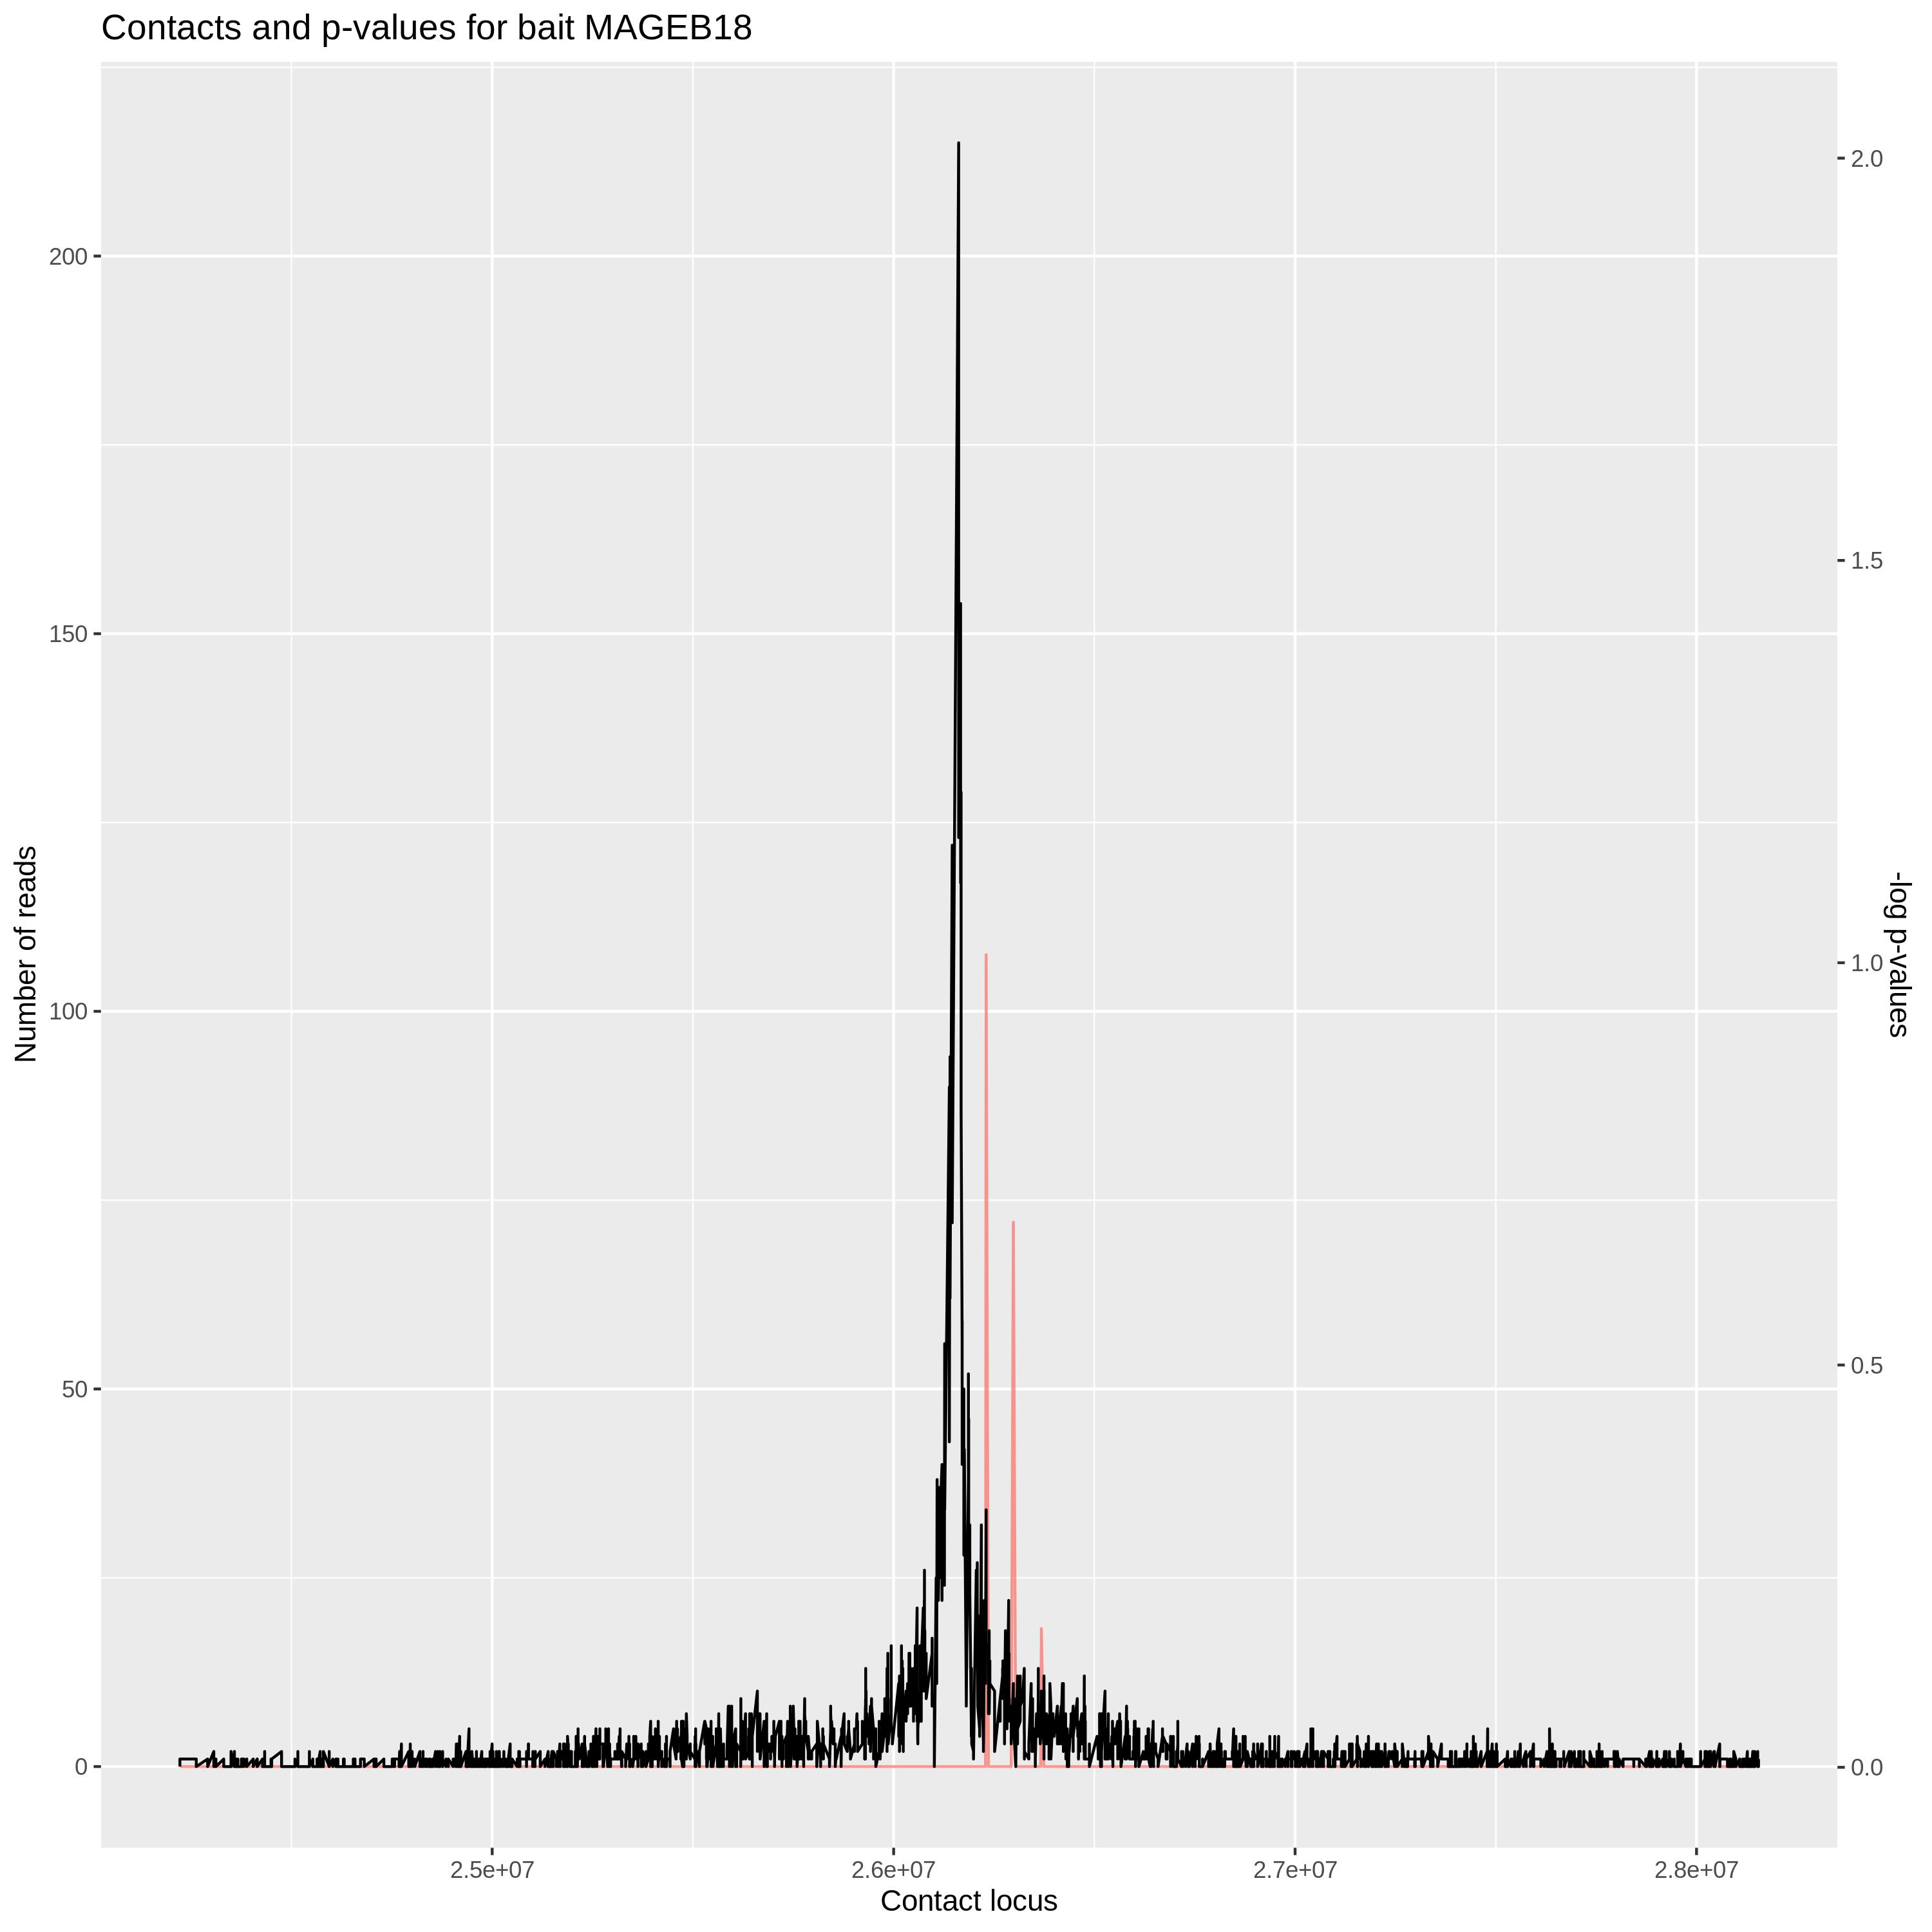 Contacts and p-values for bait MAGEB18
Number of reads
200
150
100
50
0
2.0
1.5
1.0
0.5
0.0
-log p-values
2.5e+07
2.6e+07
2.7e+07
2.8e+07
Contact locus